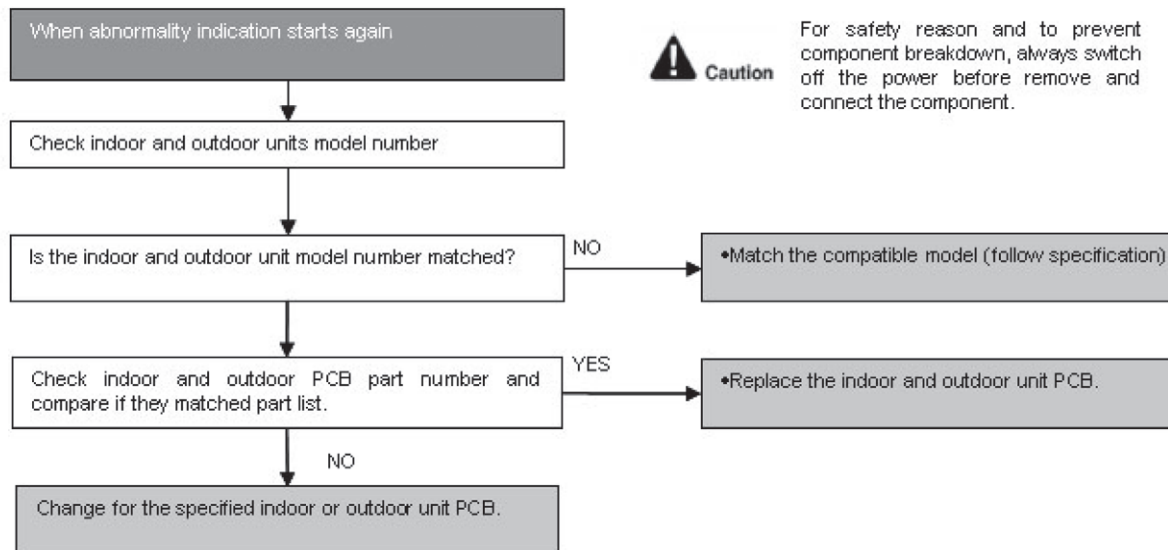 When abnormality indication starts again
Caution
For safety reason and to prevent
component breakdown, always switch
off the power before remove and
connect the component.
Check indoor and outdoor units model number
Is the indoor and outdoor unit model number matched?
NO
•Match the compatible model (follow specification)
Check indoor and outdoor PCB part number and
compare if they matched part list.
YES
•Replace the indoor and outdoor unit PCB.
NO
Change for the specified indoor or outdoor unit PCB.